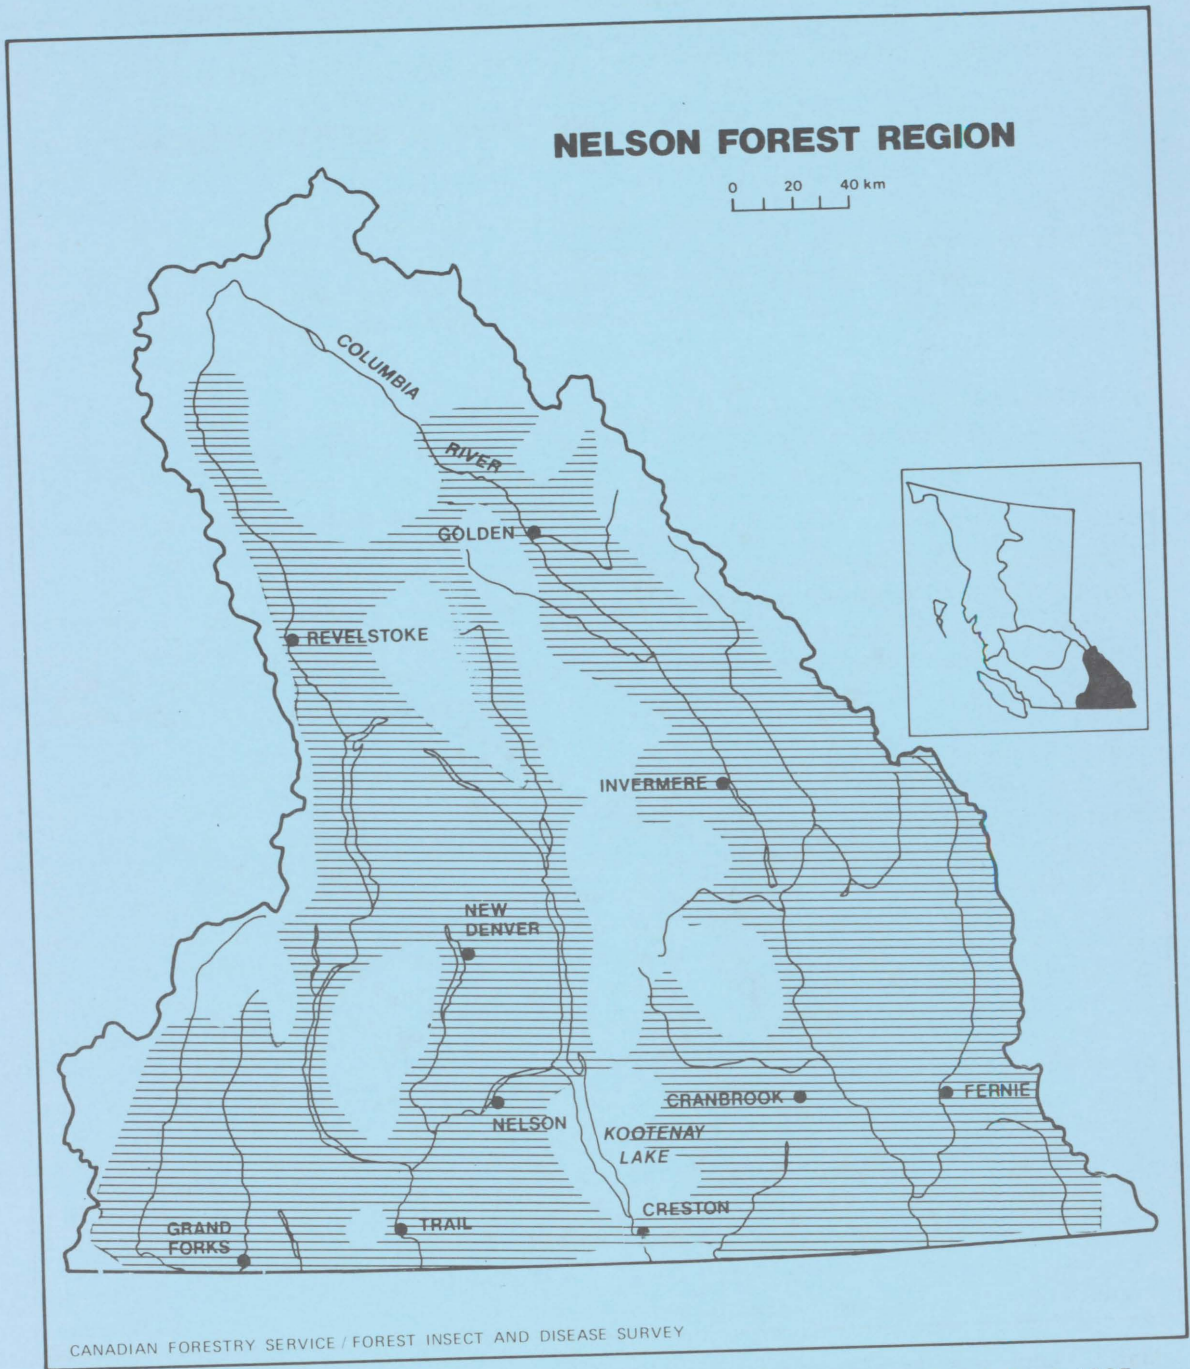 NELSON FOREST REGION
0 20 40 km
COLUMBIA
RIVER
GOLDEN
REVELSTOKE
INVERMERE
NEW
DENVER
CRANBROOK
FERNIE
NELSON
KOOTENAY
LAKE
CRESTON
TRAIL
GRAND
FORKS
CANADIAN FORESTRY SERVICE / FOREST INSECT AND DISEASE SURVEY